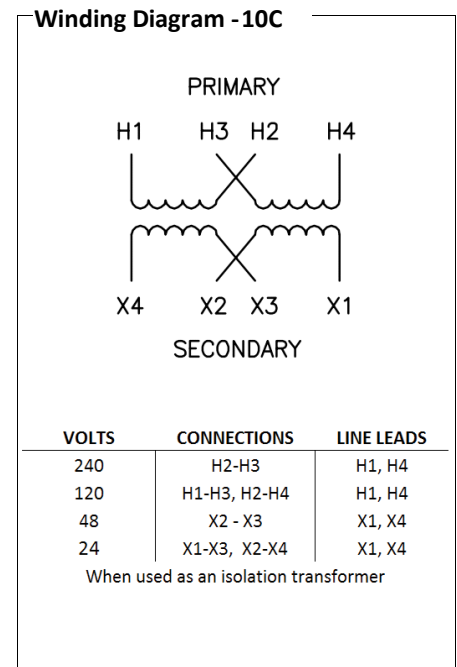 Winding Diagram -10C
PRIMARY
H1 H3 H2 H4
X4 X2 X3 X1
SECONDARY
VOLTS CONNECTIONS LINE LEADS
240 H2-H3 H1, H4
120 H1-H3, H2-H4 H1, H4
48 X2 - X3 X1, X4
24 X1-X3, X2-X4 X1, X4
When used as an isolation transformer